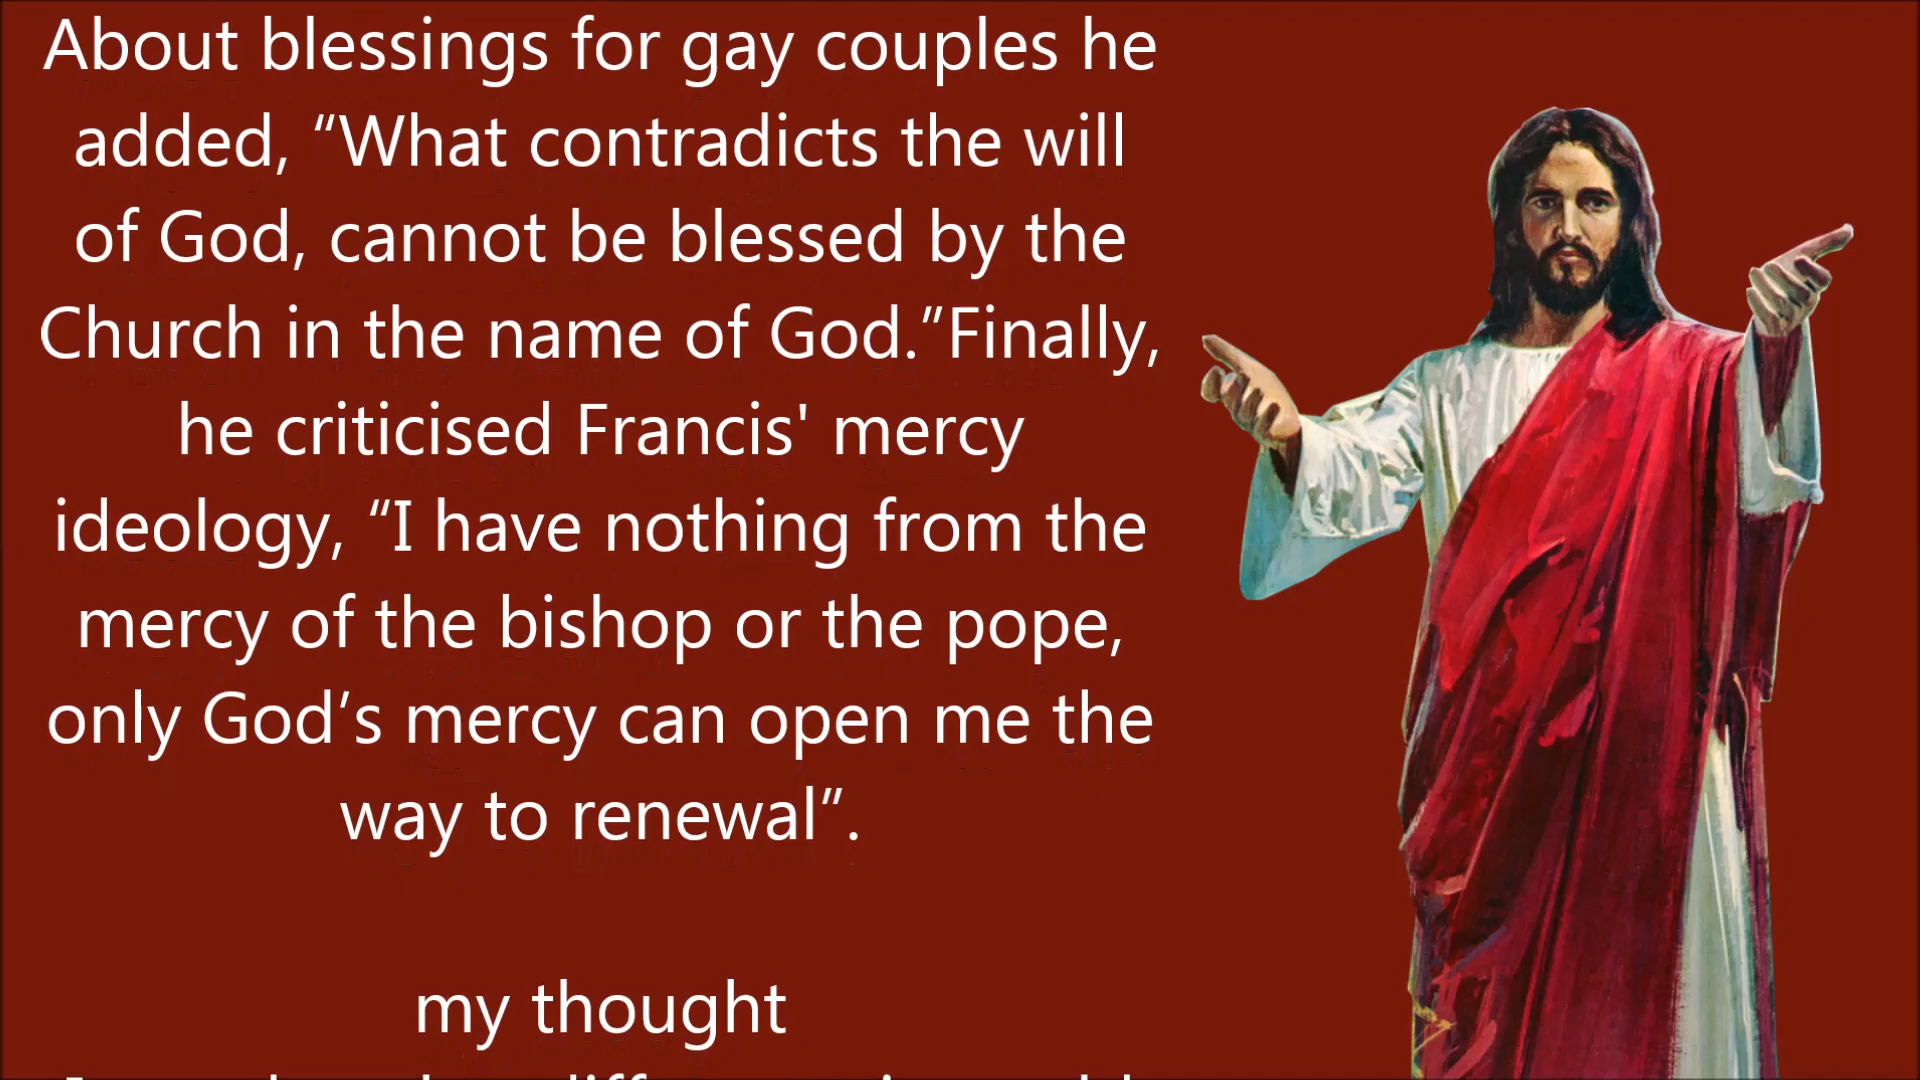 About blessings for gay couples he
added, “What contradicts the will
of God, cannot be blessed by the
Church in the name of God.”Finally,
he criticised Francis' mercy
ideology, “I have nothing from the
mercy of the bishop or the pope,
only God’s mercy can open me the
way to renewal”.
my thought